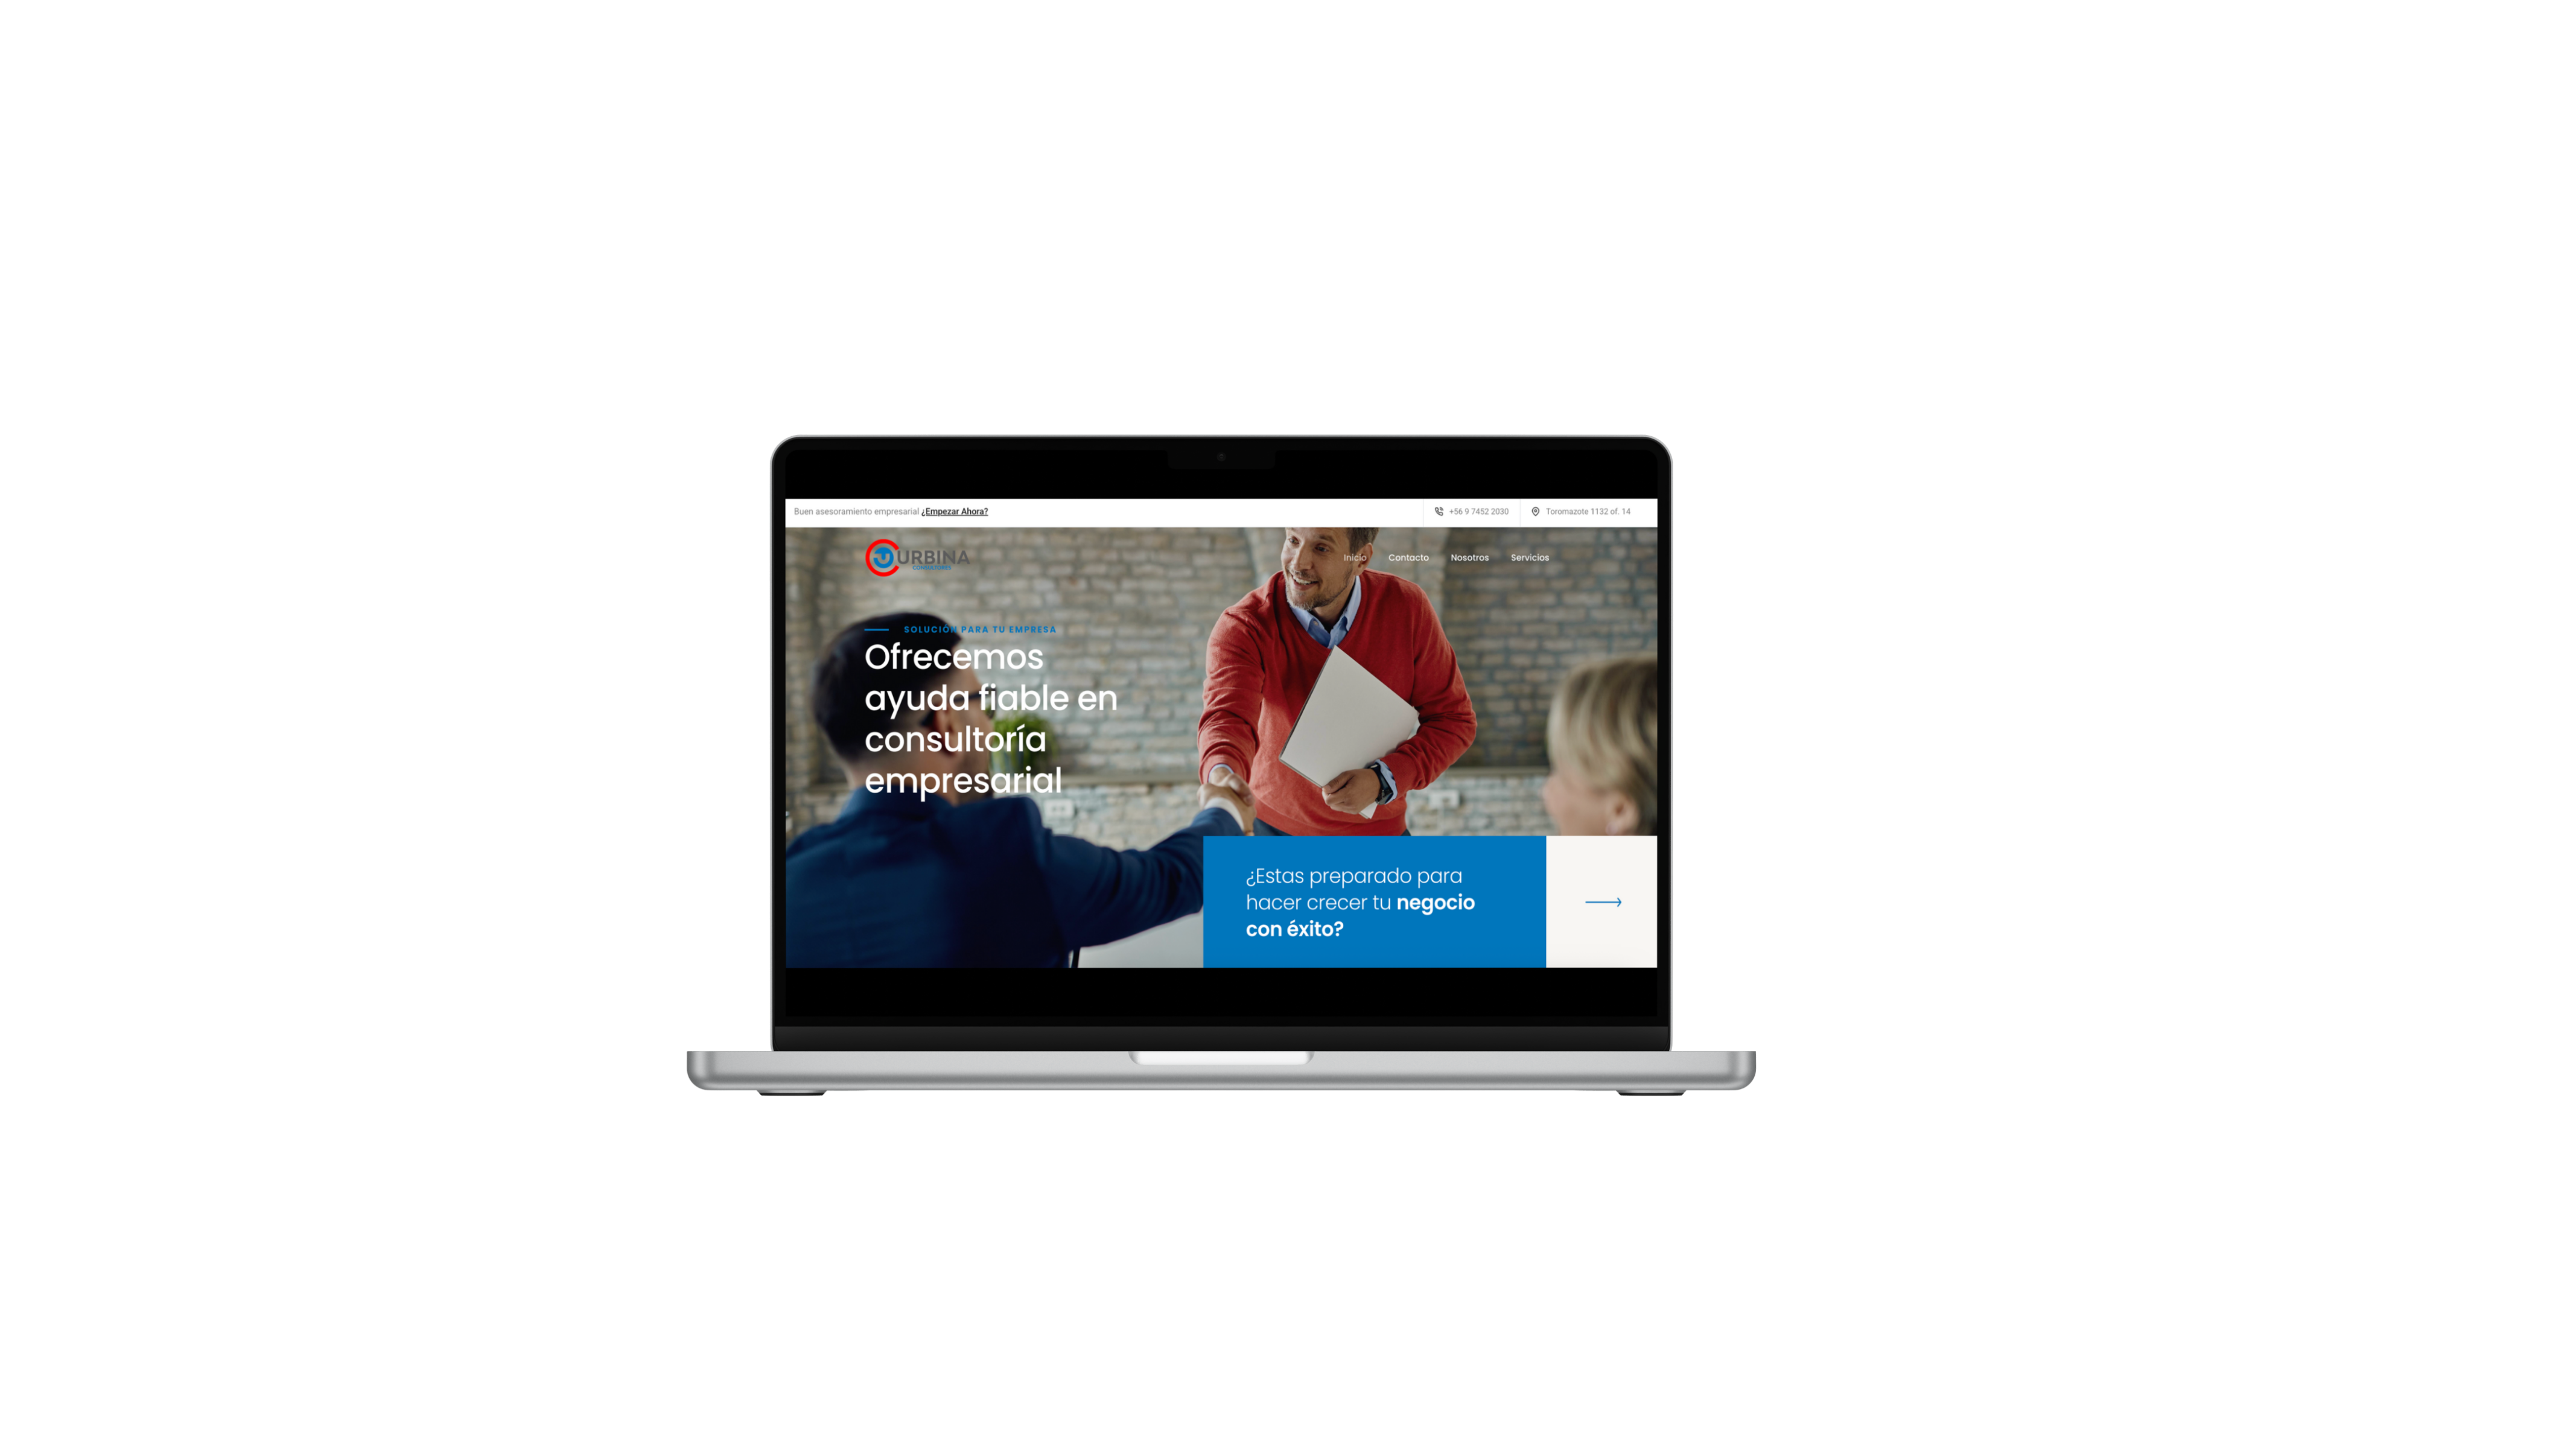 Buen asesoramiento empresarial ¿Empezar Ahora?
+56 9 7452 2030
Toromazote 1132 of. 14
URBINA
CONSULTORES
Inicio
Contacto
Nosotros
Servicios
SOLUCIÓN PARA TU EMPRESA
Ofrecemos
ayuda fiable en
consultoría
empresarial
¿Estas preparado para
hacer crecer tu negocio
con éxito?